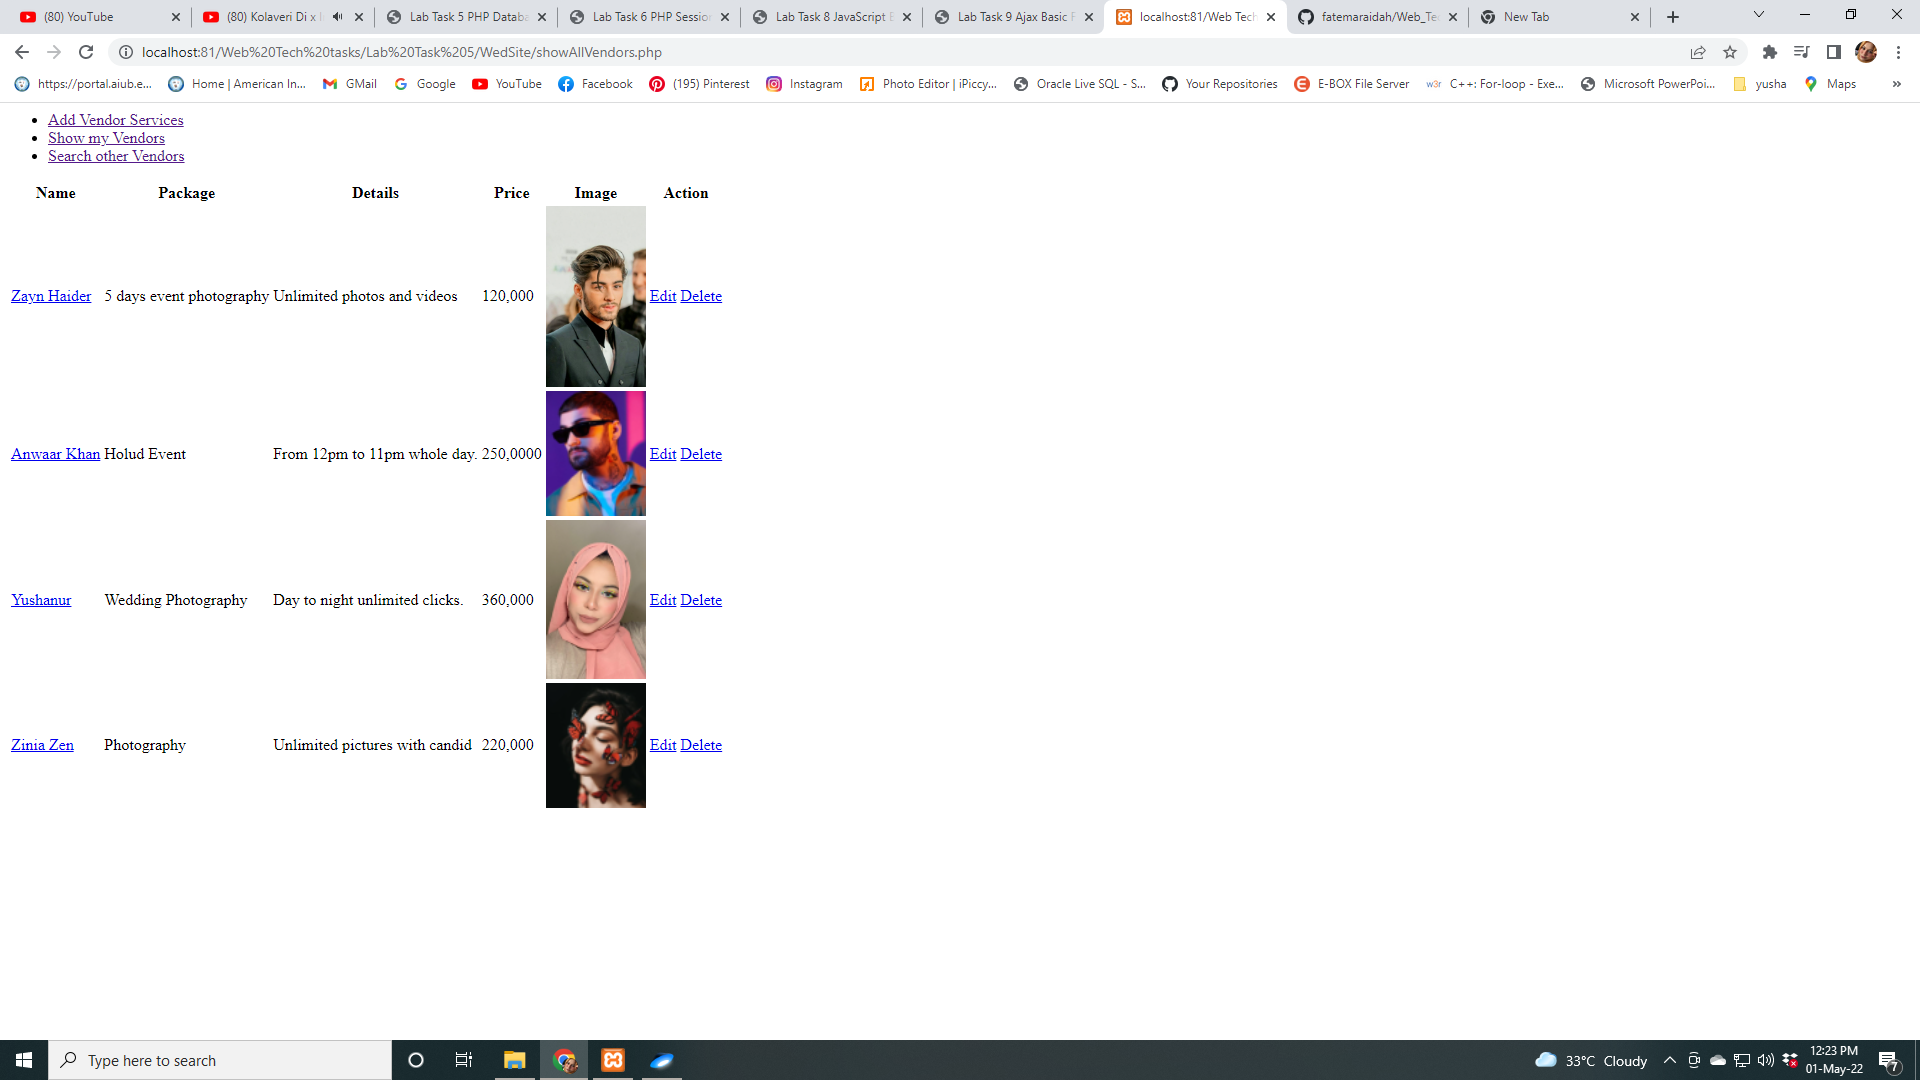 (80) YouTube
(80) Kolaveri Di x
Lab Task 5 PHP Databa
Lab Task 6 PHP Sessio
Lab Task 8 JavaScript
Lab Task 9 Ajax Basic
localhost:81/Web Tech
fatemaraidah/Web_Te
New Tab
localhost:81/Web%20Tech%20tasks/Lab%20Task%205/WedSite/showAllVendors.php
https://portal.aiub.e...
Home | American In...
GMail
Google
YouTube
Facebook
(195) Pinterest
Instagram
Photo Editor | iPiccy...
Oracle Live SQL - S...
Your Repositories
E-BOX File Server
w3r C++: For-loop - Exe...
Microsoft PowerPoi...
yusha
Maps
»
Add Vendor Services
Show my Vendors
Search other Vendors
Name Package Details Price Image Action
Zayn Haider 5 days event photography Unlimited photos and videos 120,000 Edit Delete
Anwaar Khan Holud Event From 12pm to 11pm whole day. 250,0000 Edit Delete
Yushanur Wedding Photography Day to night unlimited clicks. 360,000 Edit Delete
Zinia Zen Photography Unlimited pictures with candid 220,000 Edit Delete
Type here to search
33°C Cloudy
12:23 PM
01-May-22
7